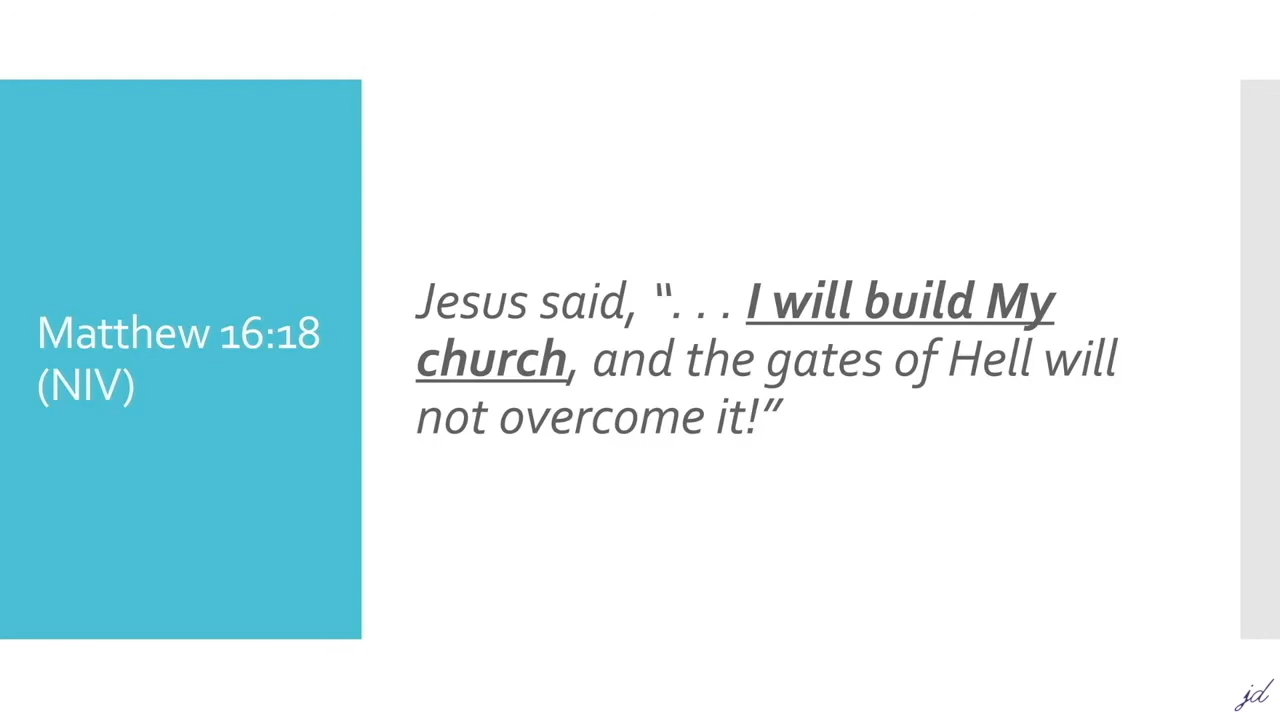 Matthew 16:18
(NIV)
Jesus said, “. . . I will build My
church, and the gates of Hell will
not overcome it!”
jd